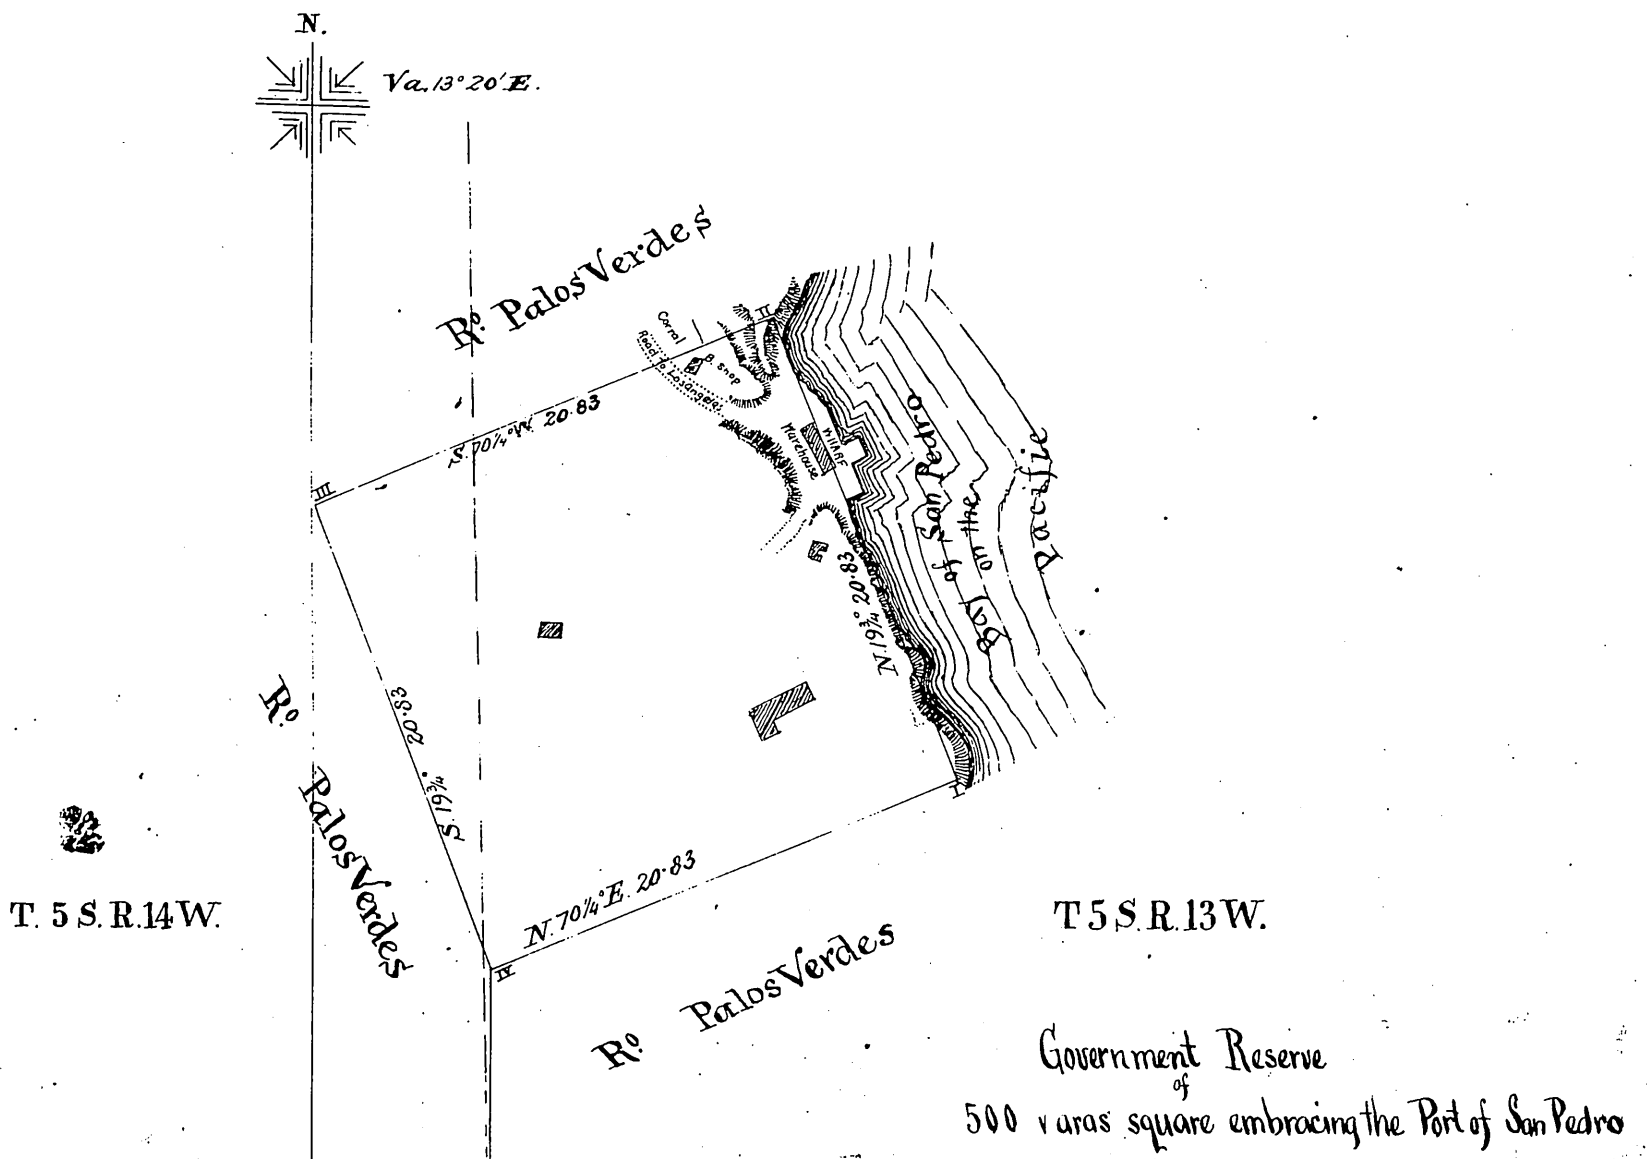 N.
Va. 13° 20' E.
Rº. Palos Verdes
II
Corral
Road to Los Angeles
B. Shop
S. 70¼° W. 20.83
Warehouse
WHARF
III
Bay of San Pedro
on the
Pacific
N. 19¾° 20.83
Rº. Palos Verdes
S. 19¾° 20.83
I
N. 70¼° E. 20.83
IV
T. 5 S. R. 14 W.
T 5 S. R. 13 W.
Rº. Palos Verdes
Government Reserve
of
500 varas square embracing the Port of San Pedro